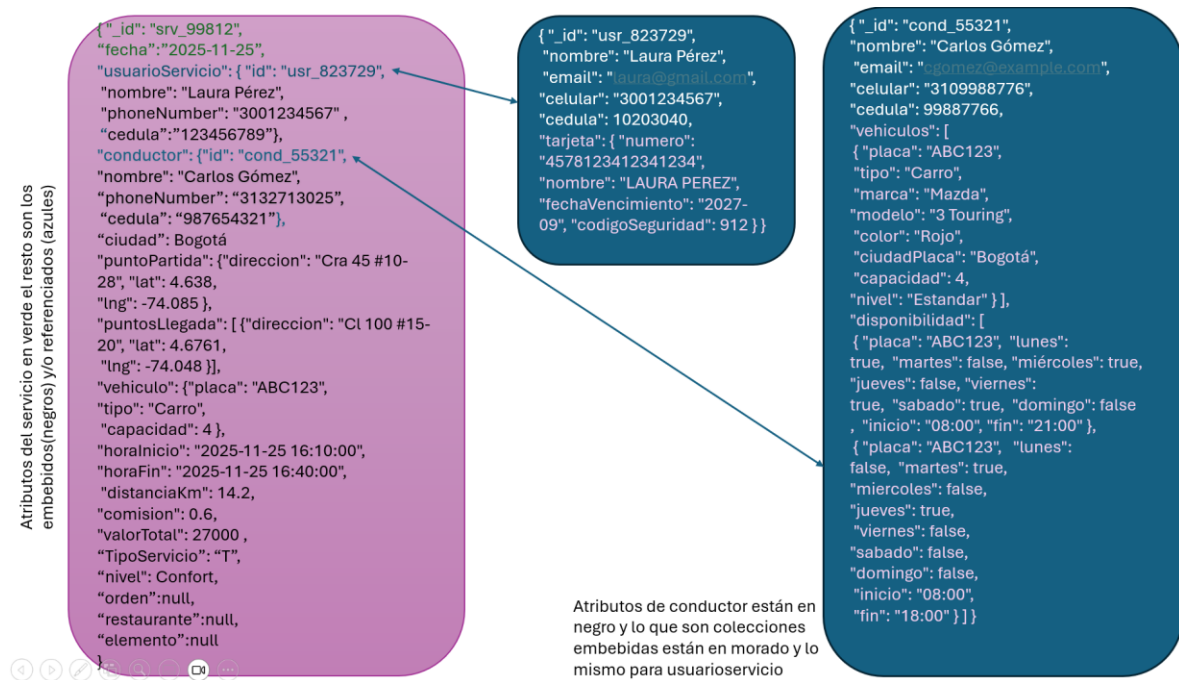 Atributos del servicio en verde el resto son los
embebidos(negros) y/o referenciados (azules)
{ "_id": "srv_99812",
“fecha”:”2025-11-25”,
"usuarioServicio": { "id": "usr_823729",
"nombre": "Laura Pérez",
"phoneNumber": "3001234567" ,
“cedula”:”123456789”},
"conductor": {"id": "cond_55321",
"nombre": "Carlos Gómez",
“phoneNumber": “3132713025”,
“cedula”: “987654321”},
“ciudad”: Bogotá
"puntoPartida": {"direccion": "Cra 45 #10-
28", "lat": 4.638,
"lng": -74.085 },
"puntosLlegada": [ {"direccion": "Cl 100 #15-
20", "lat": 4.6761,
"lng": -74.048 }],
"vehiculo": {"placa": "ABC123",
"tipo": "Carro",
"capacidad": 4 },
"horaInicio": "2025-11-25 16:10:00",
"horaFin": "2025-11-25 16:40:00",
"distanciaKm": 14.2,
"comision": 0.6,
"valorTotal": 27000 ,
“TipoServicio”: “T”,
“nivel": Confort,
“orden”:null,
“restaurante”:null,
“elemento”:null
}
{ "_id": "usr_823729",
"nombre": "Laura Pérez",
"email": "laura@gmail.com",
"celular": "3001234567",
"cedula": 10203040,
"tarjeta": { "numero":
"4578123412341234",
"nombre": "LAURA PEREZ",
"fechaVencimiento": "2027-
09", "codigoSeguridad": 912 } }
{ "_id": "cond_55321",
"nombre": "Carlos Gómez",
"email": "cgomez@example.com",
"celular": "3109988776",
"cedula": 99887766,
"vehiculos": [
{ "placa": "ABC123",
"tipo": "Carro",
"marca": "Mazda",
"modelo": "3 Touring",
"color": "Rojo",
"ciudadPlaca": "Bogotá",
"capacidad": 4,
"nivel": "Estandar" } ],
"disponibilidad": [
{ "placa": "ABC123", "lunes":
true, "martes": false, "miércoles": true,
"jueves": false, "viernes":
true, "sabado": true, "domingo": false
, "inicio": "08:00", "fin": "21:00" },
{ "placa": "ABC123", "lunes":
false, "martes": true,
"miercoles": false,
"jueves": true,
"viernes": false,
"sabado": false,
"domingo": false,
"inicio": "08:00",
"fin": "18:00" } ] }
Atributos de conductor están en
negro y lo que son colecciones
embebidas están en morado y lo
mismo para usuarioservicio